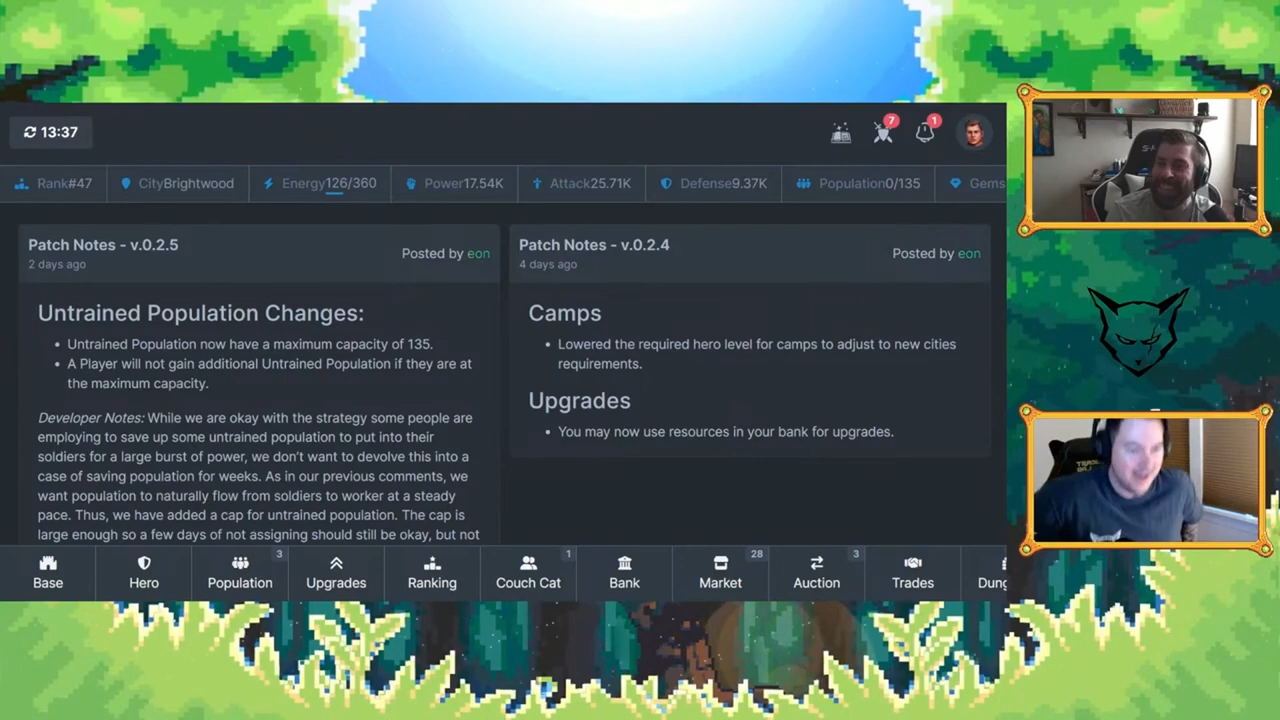 13:37
7
1
Rank#47
CityBrightwood
Energy126/360
Power17.54K
Attack25.71K
Defense9.37K
Population0/135
Gems
Patch Notes - v.0.2.5
2 days ago
Posted by eon
Untrained Population Changes:
• Untrained Population now have a maximum capacity of 135.
• A Player will not gain additional Untrained Population if they are at
the maximum capacity.
Developer Notes: While we are okay with the strategy some people are
employing to save up some untrained population to put into their
soldiers for a large burst of power, we don't want to devolve this into a
case of saving population for weeks. As in our previous comments, we
want population to naturally flow from soldiers to worker at a steady
pace. Thus, we have added a cap for untrained population. The cap is
large enough so a few days of not assigning should still be okay, but not
Patch Notes - v.0.2.4
4 days ago
Posted by eon
Camps
• Lowered the required hero level for camps to adjust to new cities
requirements.
Upgrades
• You may now use resources in your bank for upgrades.
Base
Hero
Population
3
Upgrades
Ranking
Couch Cat
1
Bank
Market
28
Auction
3
Trades
Dung